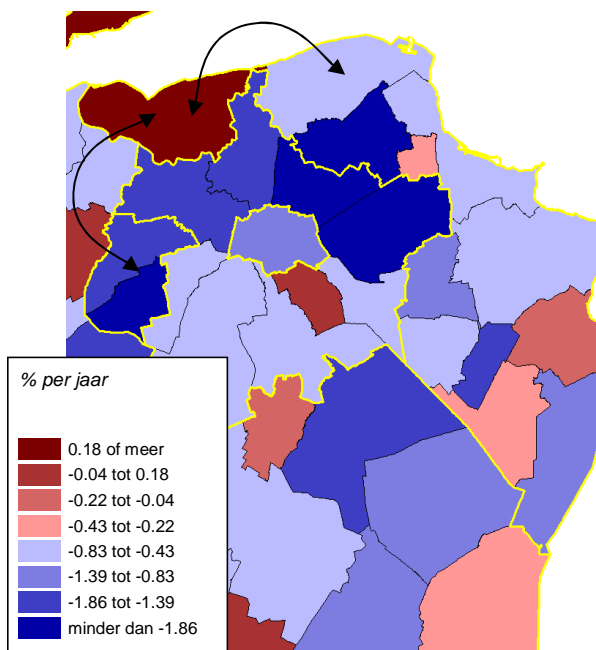 % per jaar
0.18 of meer
-0.04 tot 0.18
-0.22 tot -0.04
-0.43 tot -0.22
-0.83 tot -0.43
-1.39 tot -0.83
-1.86 tot -1.39
minder dan -1.86